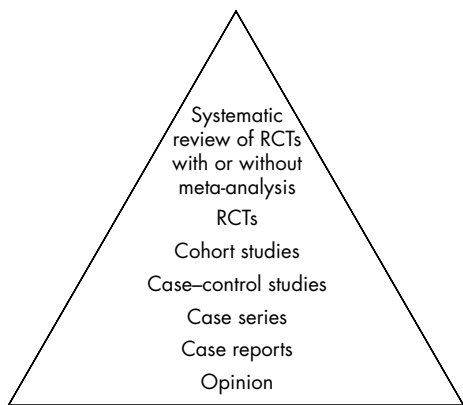 Systematic
review of RCTs
with or without
meta-analysis
RCTs
Cohort studies
Case–control studies
Case series
Case reports
Opinion